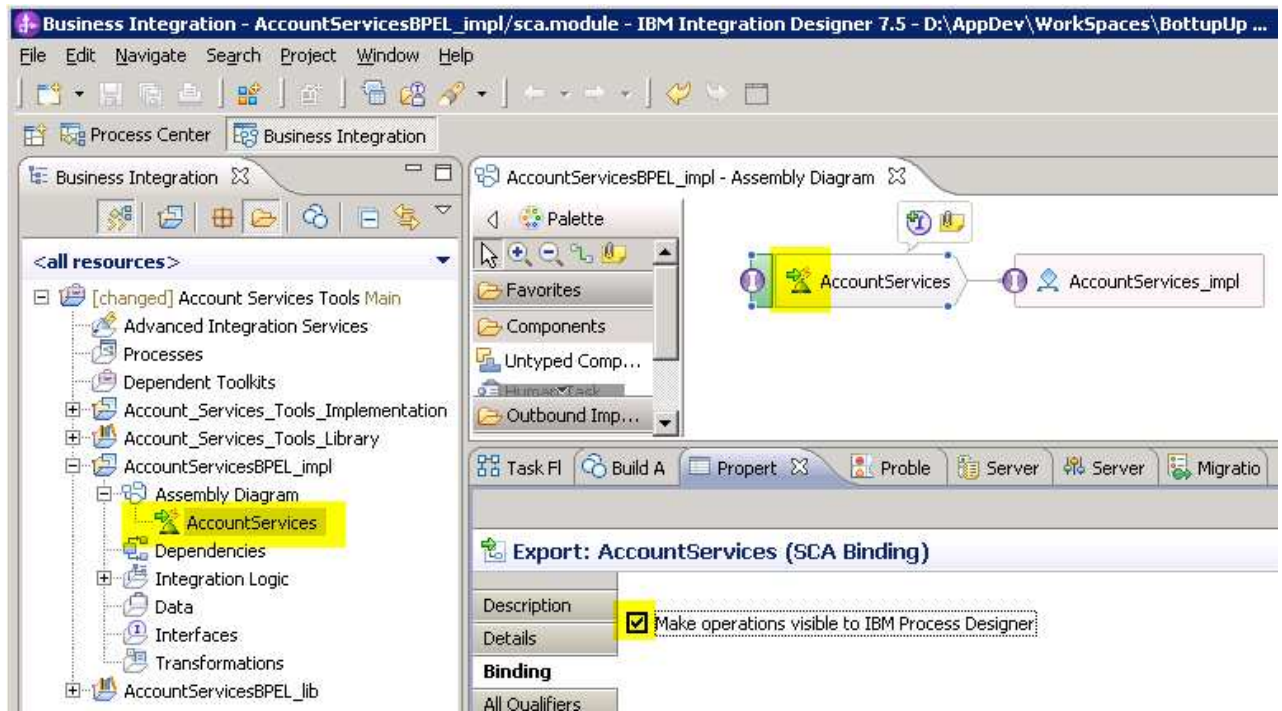 Business Integration - AccountServicesBPEL_impl/sca.module - IBM Integration Designer 7.5 - D:\AppDev\WorkSpaces\BottupUp ...
File Edit Navigate Search Project Window Help
Process Center Business Integration
Business Integration
<all resources>
[changed] Account Services Tools Main
Advanced Integration Services
Processes
Dependent Toolkits
Account_Services_Tools_Implementation
Account_Services_Tools_Library
AccountServicesBPEL_impl
Assembly Diagram
AccountServices
Dependencies
Integration Logic
Data
Interfaces
Transformations
AccountServicesBPEL_lib
AccountServicesBPEL_impl - Assembly Diagram
Palette
Favorites
Components
Untyped Comp...
Human Task
Outbound Imp...
AccountServices
AccountServices_impl
Task Fl Build A Propert Proble Server Server Migratio
Export: AccountServices (SCA Binding)
Description
Details
Binding
All Qualifiers
Make operations visible to IBM Process Designer